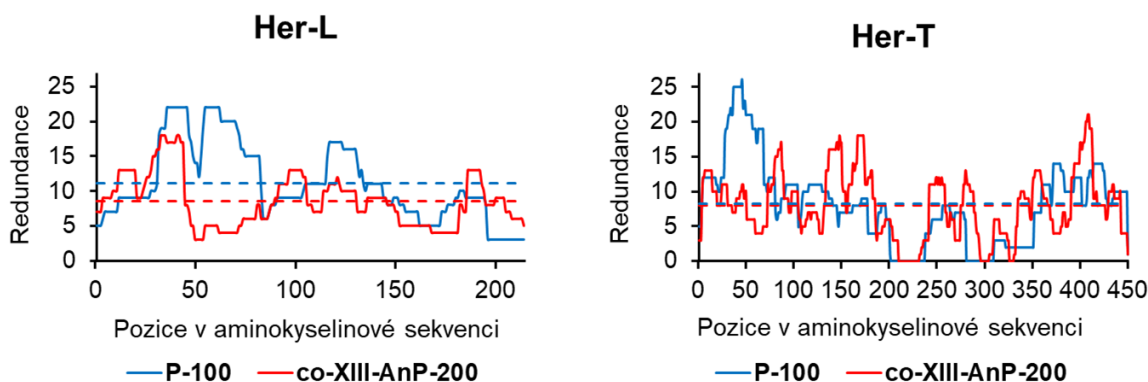 Her-L
Redundance
25
20
15
10
5
0
0 50 100 150 200
Pozice v aminokyselinové sekvenci
P-100 co-XIII-AnP-200
Her-T
Redundance
25
20
15
10
5
0
0 50 100 150 200 250 300 350 400 450
Pozice v aminokyselinové sekvenci
P-100 co-XIII-AnP-200